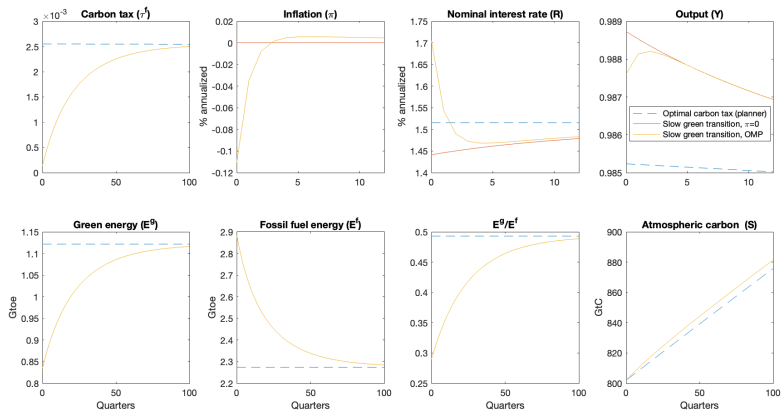 Carbon tax (τᶠ)
×10⁻³
3
2.5
2
1.5
1
0.5
0
0 50 100
Inflation (π)
% annualized
0.02
0
-0.02
-0.04
-0.06
-0.08
-0.1
-0.12
0 5 10
Nominal interest rate (R)
% annualized
1.75
1.7
1.65
1.6
1.55
1.5
1.45
1.40
0 5 10
Output (Y)
0.989
0.988
0.987
0.986
0.985
0 5 10
Optimal carbon tax (planner)
Slow green transition, π=0
Slow green transition, OMP
Green energy (Eᵍ)
Gtoe
1.15
1.1
1.05
1
0.95
0.9
0.85
0.8
0 50 100
Quarters
Fossil fuel energy (Eᶠ)
Gtoe
2.9
2.8
2.7
2.6
2.5
2.4
2.3
2.2
0 50 100
Quarters
Eᵍ/Eᶠ
0.5
0.45
0.4
0.35
0.3
0.25
0 50 100
Quarters
Atmospheric carbon (S)
GtC
900
880
860
840
820
800
0 50 100
Quarters